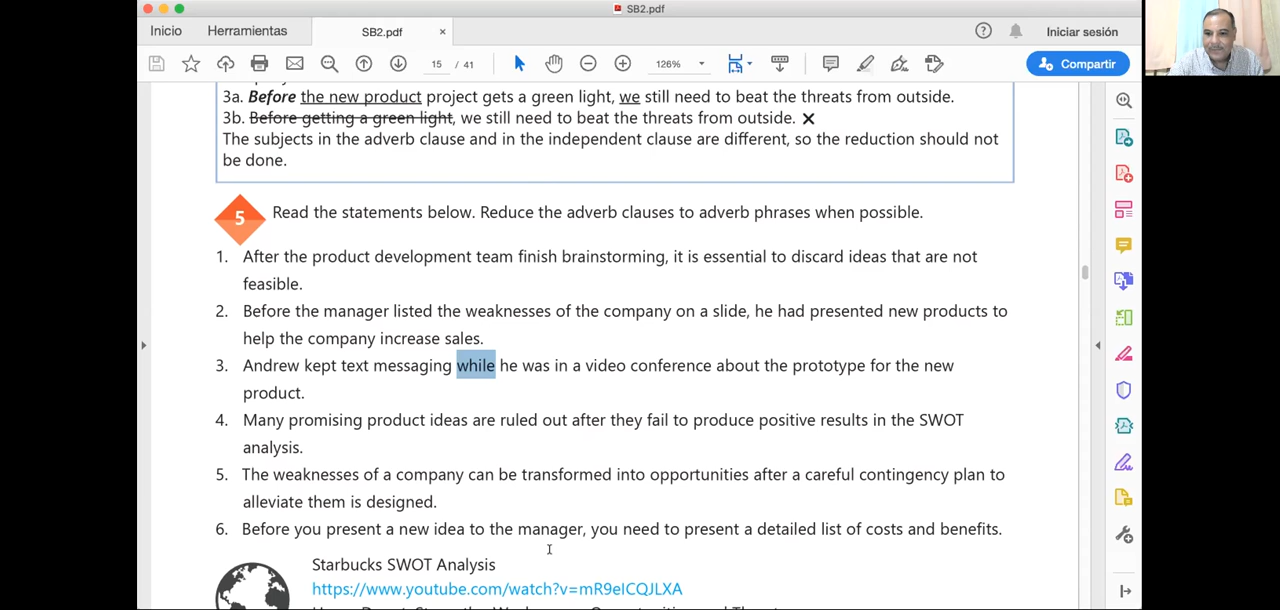 SB2.pdf
Inicio
Herramientas
SB2.pdf
×
Iniciar sesión
15 / 41
126%
Compartir
3a. Before the new product project gets a green light, we still need to beat the threats from outside.
3b. Before getting a green light, we still need to beat the threats from outside. ×
The subjects in the adverb clause and in the independent clause are different, so the reduction should not
be done.
5
Read the statements below. Reduce the adverb clauses to adverb phrases when possible.
1. After the product development team finish brainstorming, it is essential to discard ideas that are not
feasible.
2. Before the manager listed the weaknesses of the company on a slide, he had presented new products to
help the company increase sales.
3. Andrew kept text messaging while he was in a video conference about the prototype for the new
product.
4. Many promising product ideas are ruled out after they fail to produce positive results in the SWOT
analysis.
5. The weaknesses of a company can be transformed into opportunities after a careful contingency plan to
alleviate them is designed.
6. Before you present a new idea to the manager, you need to present a detailed list of costs and benefits.
Starbucks SWOT Analysis
https://www.youtube.com/watch?v=mR9eICQJLXA